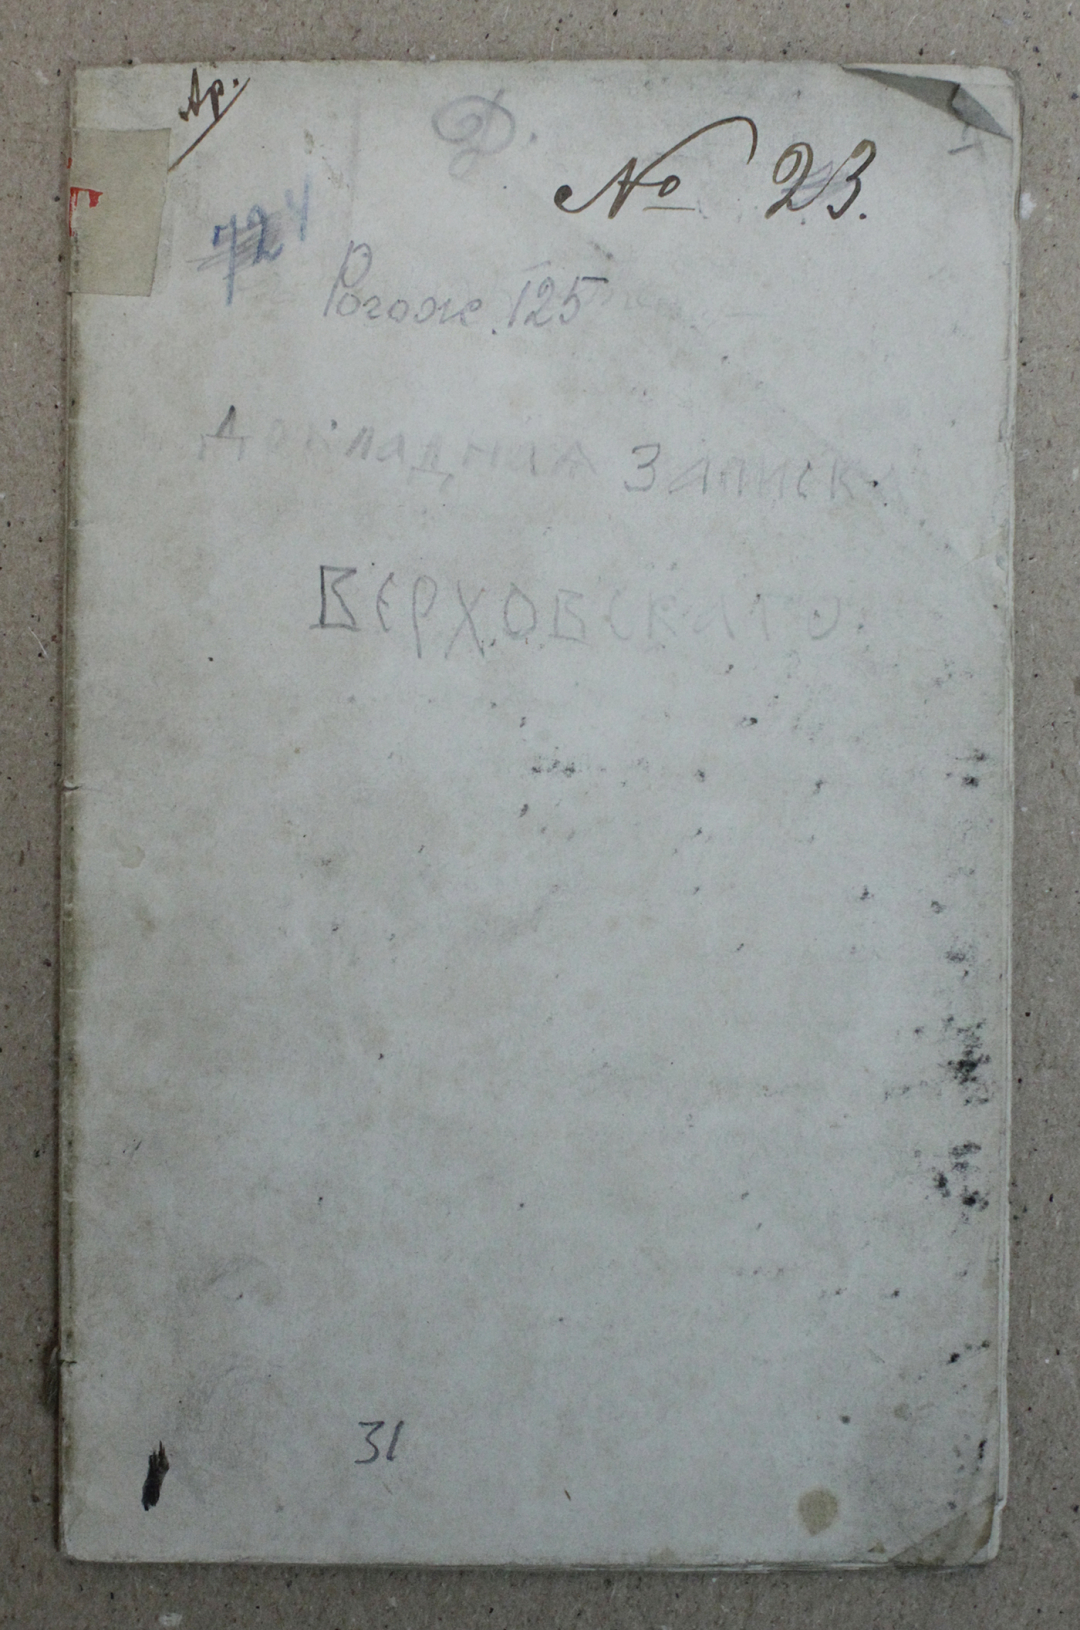 Ар.
Д.
№ 23.
724
Рогож. 125
Докладная Записка
Верховскаго.
31